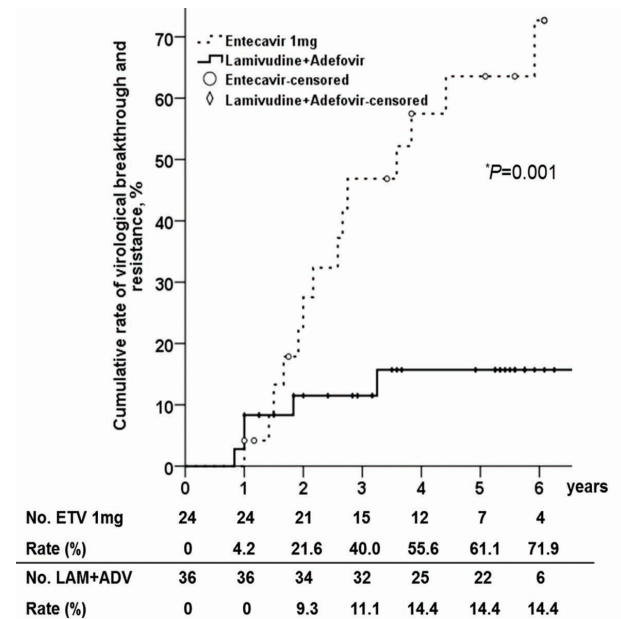 Cumulative rate of virological breakthrough and
resistance, %
70
60
50
40
30
20
10
0
Entecavir 1mg
Lamivudine+Adefovir
Entecavir-censored
Lamivudine+Adefovir-censored
*P=0.001
0 1 2 3 4 5 6 years
No. ETV 1mg 24 24 21 15 12 7 4
Rate (%) 0 4.2 21.6 40.0 55.6 61.1 71.9
No. LAM+ADV 36 36 34 32 25 22 6
Rate (%) 0 0 9.3 11.1 14.4 14.4 14.4